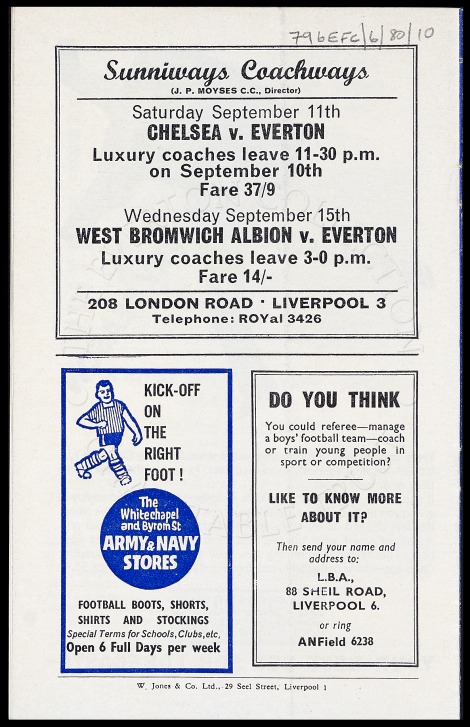 796EFC/6/80/10
Sunniways Coachways
(J. P. MOYSES C.C., Director)
Saturday September 11th
CHELSEA v. EVERTON
Luxury coaches leave 11-30 p.m.
on September 10th
Fare 37/9
Wednesday September 15th
WEST BROMWICH ALBION v. EVERTON
Luxury coaches leave 3-0 p.m.
Fare 14/-
208 LONDON ROAD · LIVERPOOL 3
Telephone: ROYal 3426
KICK-OFF
ON
THE
RIGHT
FOOT!
The
Whitechapel
and Byrom St
ARMY & NAVY
STORES
FOOTBALL BOOTS, SHORTS,
SHIRTS AND STOCKINGS
Special Terms for Schools, Clubs, etc,
Open 6 Full Days per week
DO YOU THINK
You could referee—manage
a boys' football team—coach
or train young people in
sport or competition?
LIKE TO KNOW MORE
ABOUT IT?
Then send your name and
address to:
L.B.A.,
88 SHEIL ROAD,
LIVERPOOL 6.
or ring
ANField 6238
W. Jones & Co. Ltd., 29 Seel Street, Liverpool 1